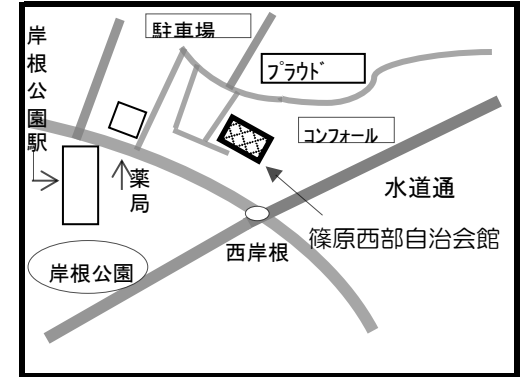 岸根公園駅
駐車場
プラウド
コンフォール
薬局
水道通
篠原西部自治会館
西岸根
岸根公園